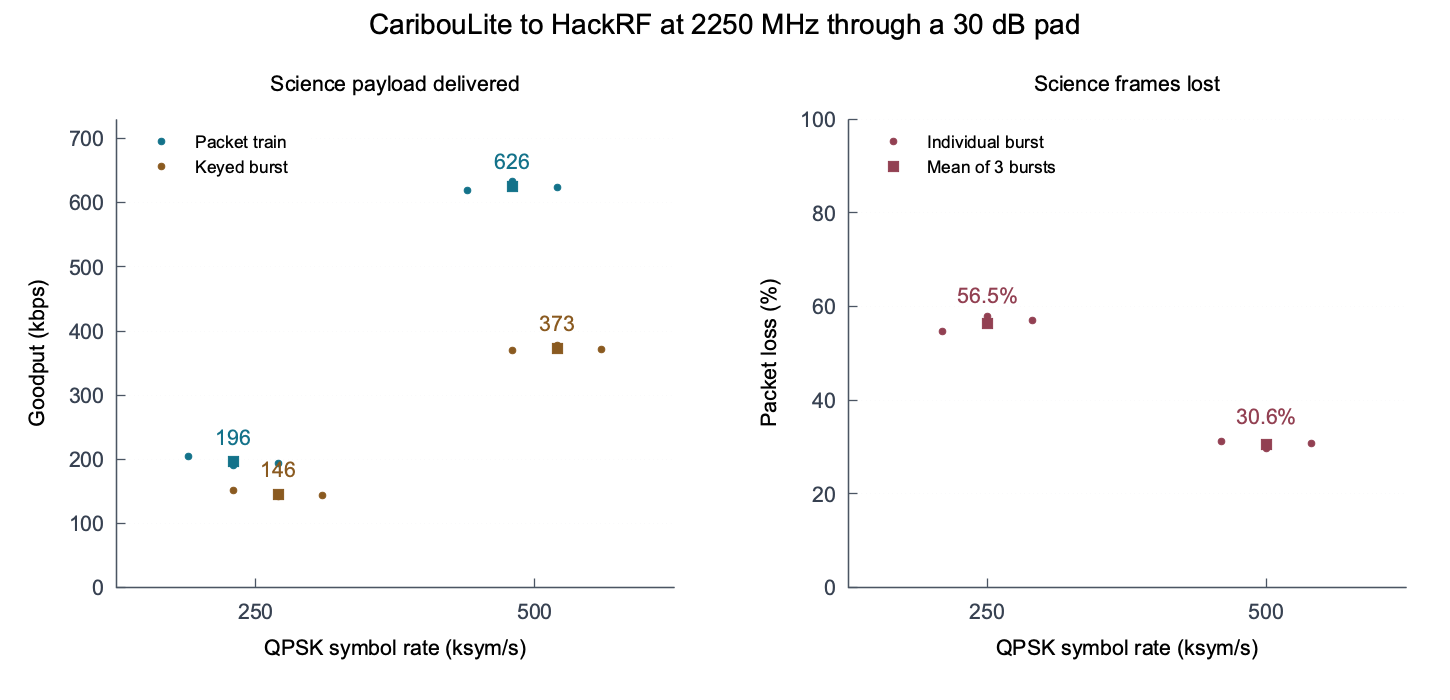 CaribouLite to HackRF at 2250 MHz through a 30 dB pad
Science payload delivered
Packet train
Keyed burst
Goodput (kbps)
700
600
500
400
300
200
100
0
626
373
196
146
250
500
QPSK symbol rate (ksym/s)
Science frames lost
Individual burst
Mean of 3 bursts
Packet loss (%)
100
80
60
40
20
0
56.5%
30.6%
250
500
QPSK symbol rate (ksym/s)